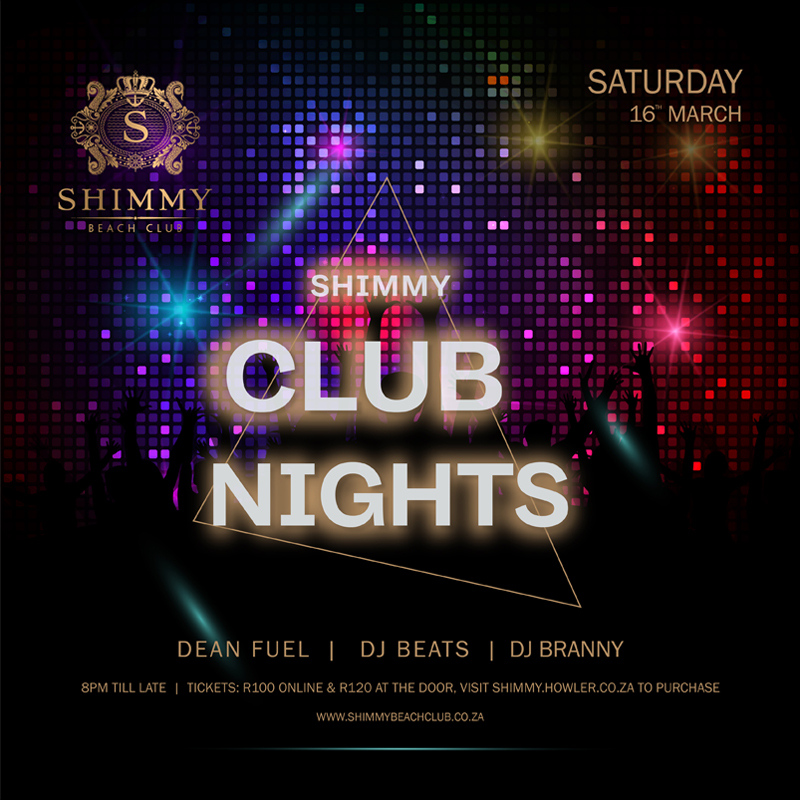 S
SHIMMY
BEACH CLUB
SATURDAY
16TH MARCH
SHIMMY
CLUB
NIGHTS
DEAN FUEL | DJ BEATS | DJ BRANNY
8PM TILL LATE | TICKETS: R100 ONLINE & R120 AT THE DOOR, VISIT SHIMMY.HOWLER.CO.ZA TO PURCHASE
WWW.SHIMMYBEACHCLUB.CO.ZA